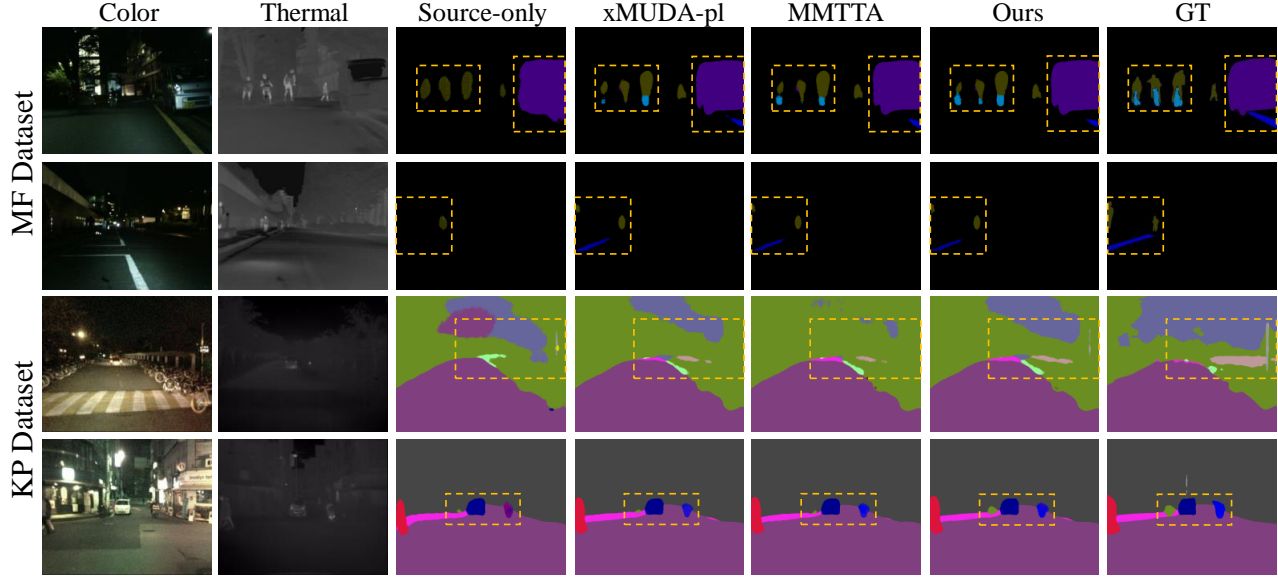 Color Thermal Source-only xMUDA-pl MMTTA Ours GT
MF Dataset
KP Dataset